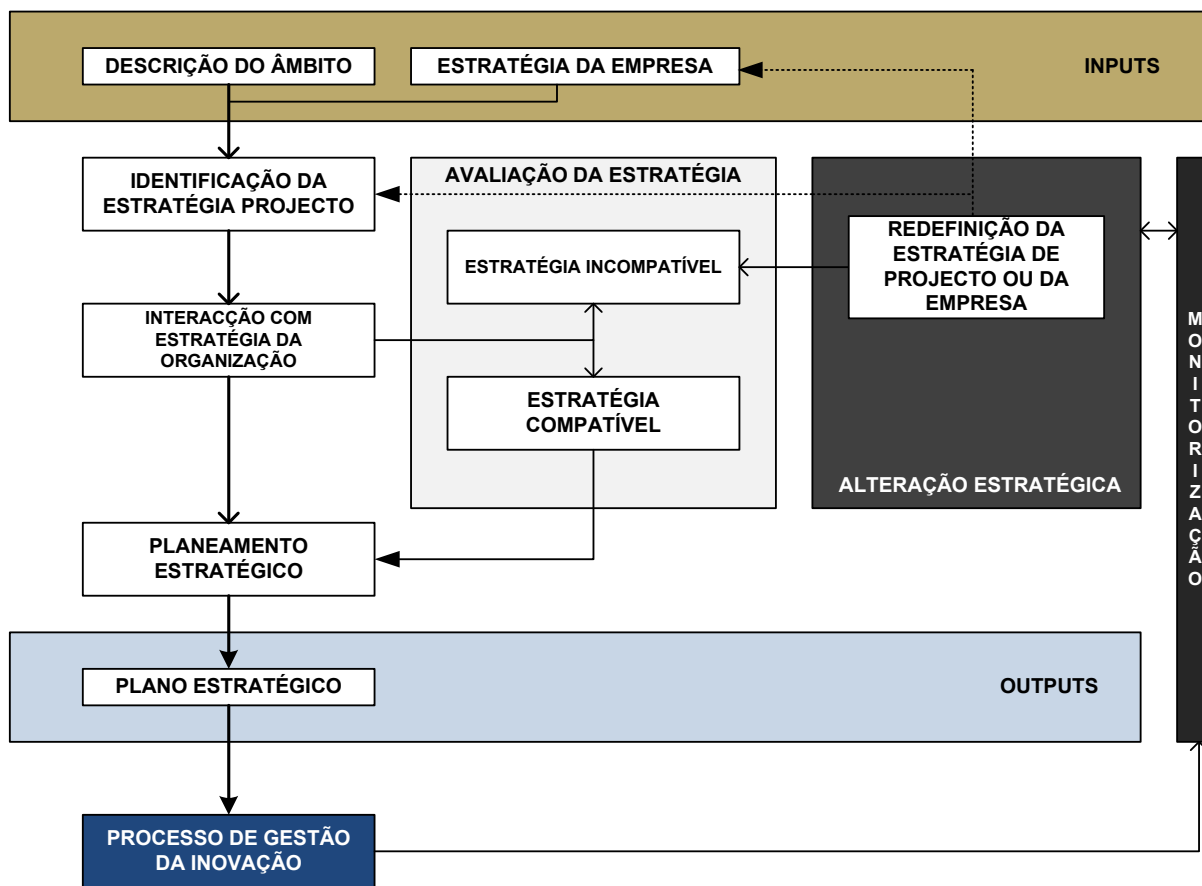 DESCRIÇÃO DO ÂMBITO
ESTRATÉGIA DA EMPRESA
INPUTS
IDENTIFICAÇÃO DA
ESTRATÉGIA PROJECTO
AVALIAÇÃO DA ESTRATÉGIA
REDEFINIÇÃO DA
ESTRATÉGIA DE
PROJECTO OU DA
EMPRESA
ESTRATÉGIA INCOMPATÍVEL
INTERACÇÃO COM
ESTRATÉGIA DA
ORGANIZAÇÃO
ESTRATÉGIA
COMPATÍVEL
ALTERAÇÃO ESTRATÉGICA
MONITORIZAÇÃO
PLANEAMENTO
ESTRATÉGICO
PLANO ESTRATÉGICO
OUTPUTS
PROCESSO DE GESTÃO
DA INOVAÇÃO